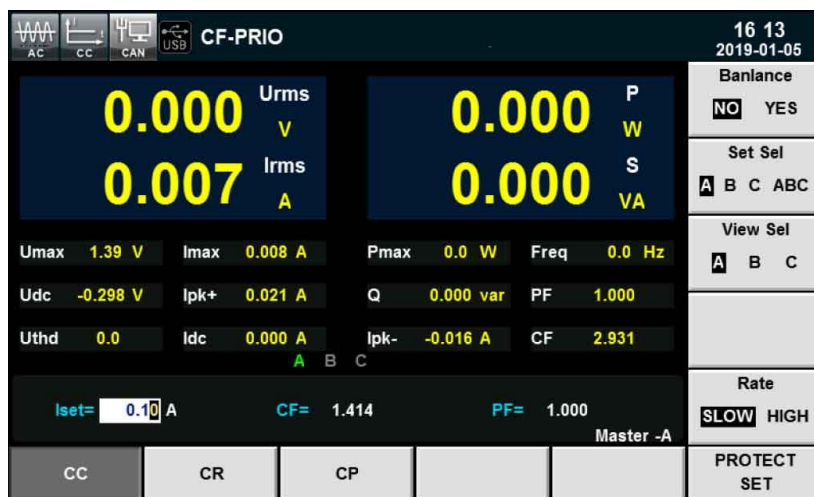 AC CC CAN USB CF-PRIO 16 13
2019-01-05
0.000 Urms V 0.000 P W
0.007 Irms A 0.000 S VA
Umax 1.39 V Imax 0.008 A Pmax 0.0 W Freq 0.0 Hz
Udc -0.298 V Ipk+ 0.021 A Q 0.000 var PF 1.000
Uthd 0.0 Idc 0.000 A Ipk- -0.016 A CF 2.931
A B C
Iset= 0.10 A CF= 1.414 PF= 1.000
Master -A
CC CR CP
Banlance
NO YES
Set Sel
A B C ABC
View Sel
A B C
Rate
SLOW HIGH
PROTECT
SET